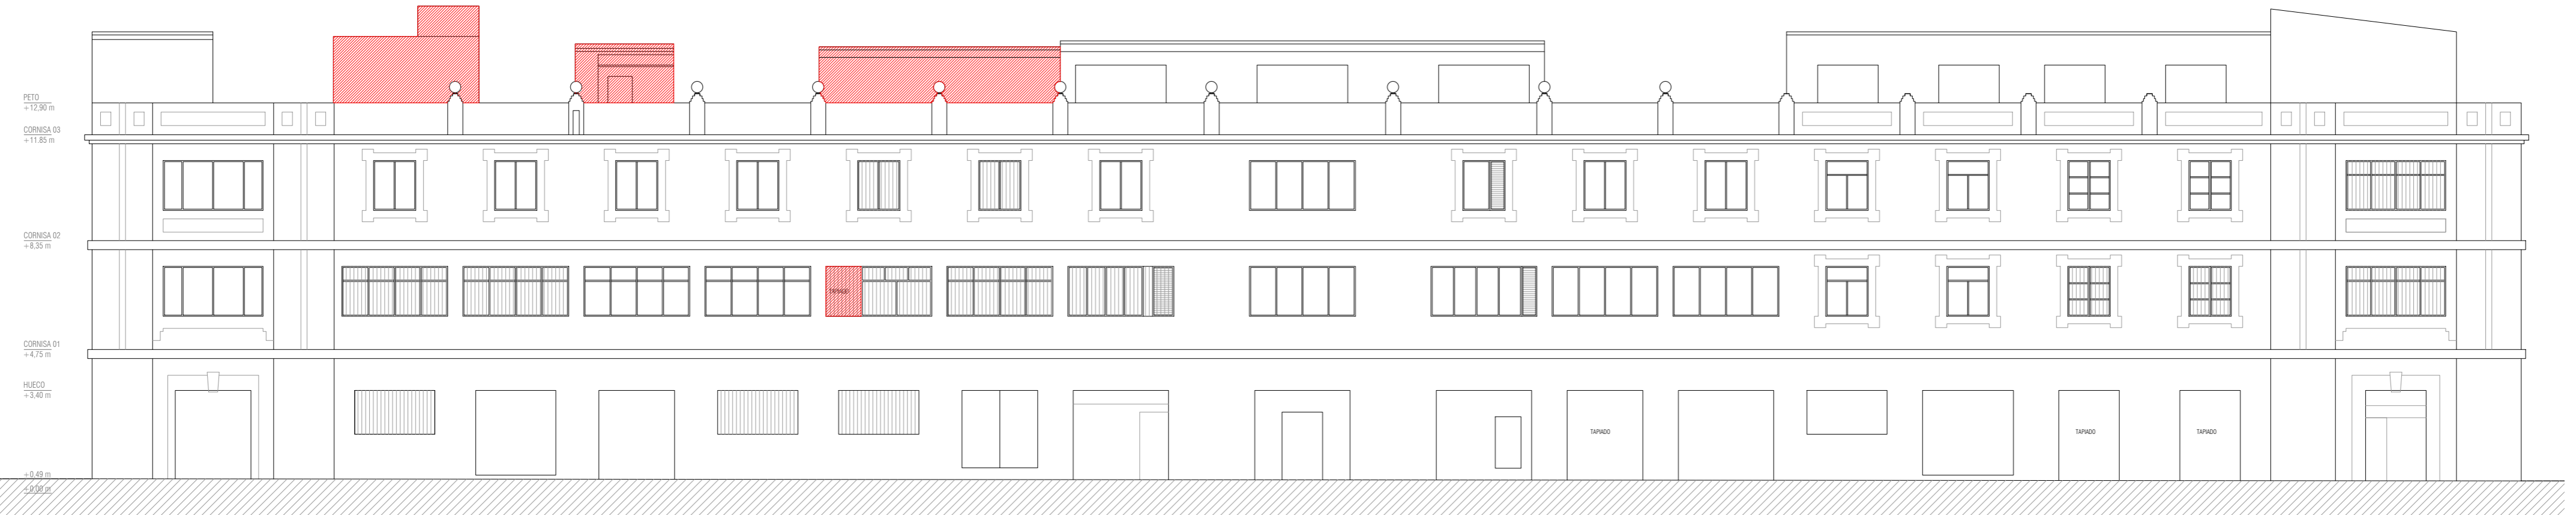 PETO
+12,90 m
CORNISA 03
+11.85 m
CORNISA 02
+8,35 m
TAPIADO
CORNISA 01
+4,75 m
HUECO
+3,40 m
TAPIADO
TAPIADO
TAPIADO
+0,49 m
+0,00 m